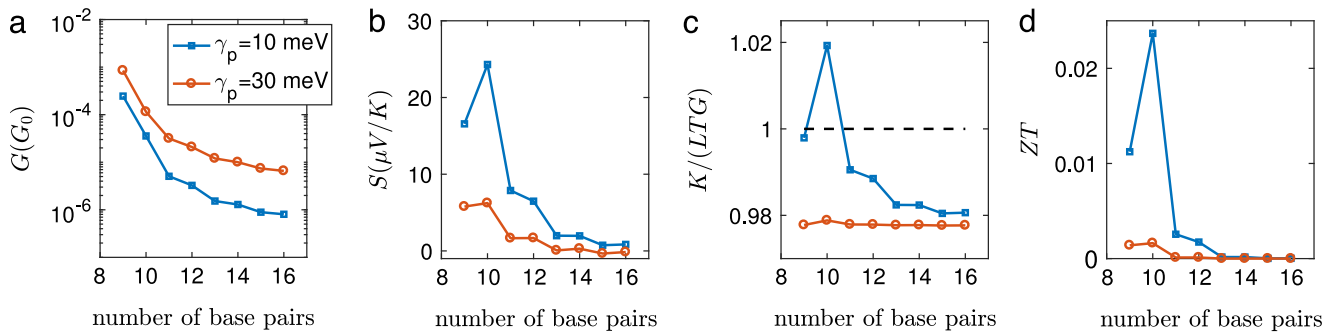 a
10^-2
10^-4
10^-6
G(G_0)
8 10 12 14 16
number of base pairs
γ_p=10 meV
γ_p=30 meV
b
30
20
10
0
S(μV/K)
8 10 12 14 16
number of base pairs
c
1.02
1
0.98
K/(LTG)
8 10 12 14 16
number of base pairs
d
0.02
0.01
0
ZT
8 10 12 14 16
number of base pairs